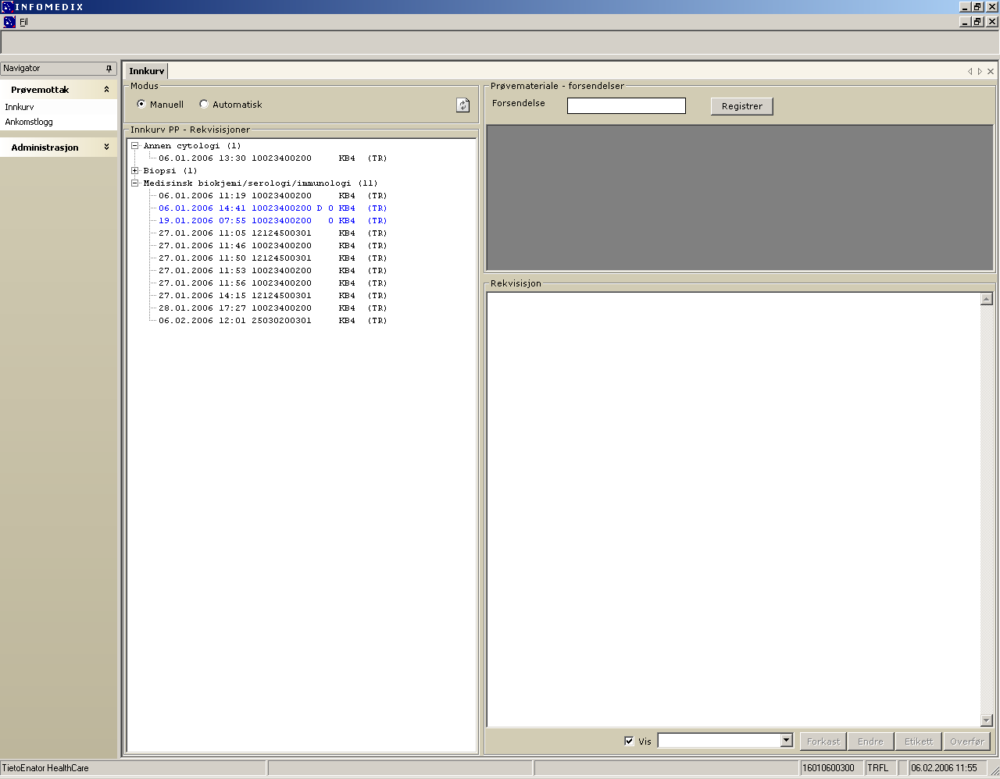 INFOMEDIX
Fil
Navigator
Prøvemottak
Innkurv
Ankomstlogg
Administrasjon
Innkurv
Modus
Manuell Automatisk
Innkurv PP - Rekvisisjoner
Annen cytologi (1)
06.01.2006 13:30 10023400200 KB4 (TR)
Biopsi (1)
Medisinsk biokjemi/serologi/immunologi (11)
06.01.2006 11:19 10023400200 KB4 (TR)
06.01.2006 14:41 10023400200 D O KB4 (TR)
19.01.2006 07:55 10023400200 O KB4 (TR)
27.01.2006 11:05 12124500301 KB4 (TR)
27.01.2006 11:46 10023400200 KB4 (TR)
27.01.2006 11:50 12124500301 KB4 (TR)
27.01.2006 11:53 10023400200 KB4 (TR)
27.01.2006 11:56 10023400200 KB4 (TR)
27.01.2006 14:15 12124500301 KB4 (TR)
28.01.2006 17:27 10023400200 KB4 (TR)
06.02.2006 12:01 25030200301 KB4 (TR)
Prøvemateriale - forsendelser
Forsendelse Registrer
Rekvisisjon
Vis Forkast Endre Etikett Overfør
TietoEnator HealthCare 16010600300 TRFL 06.02.2006 11:55